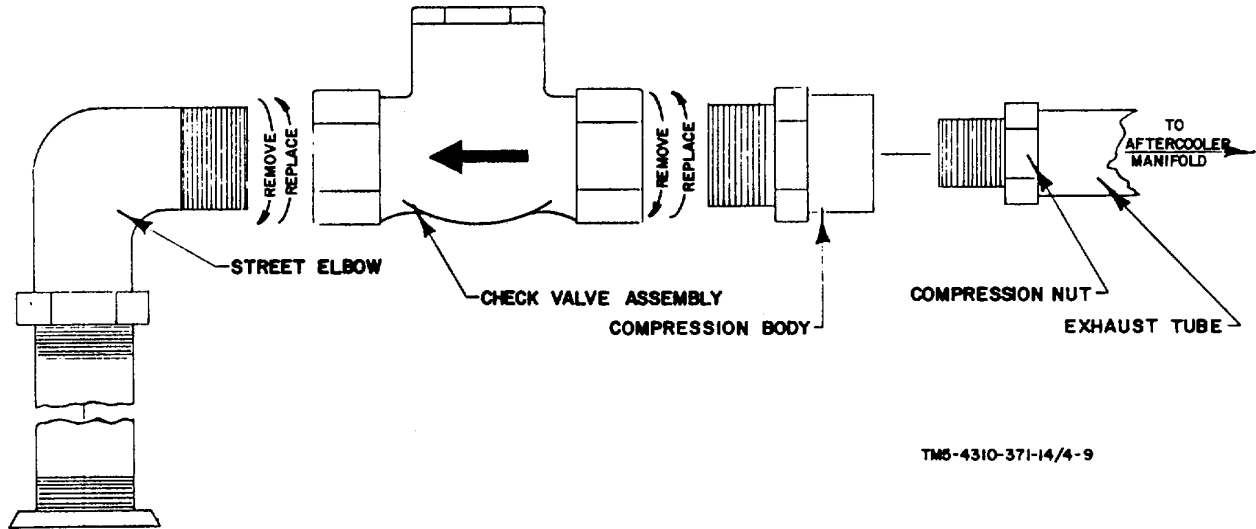 REMOVE
REPLACE
REMOVE
REPLACE
TO
AFTERCOOLER
MANIFOLD
STREET ELBOW
CHECK VALVE ASSEMBLY
COMPRESSION BODY
COMPRESSION NUT
EXHAUST TUBE
TM5-4310-371-14/4-9